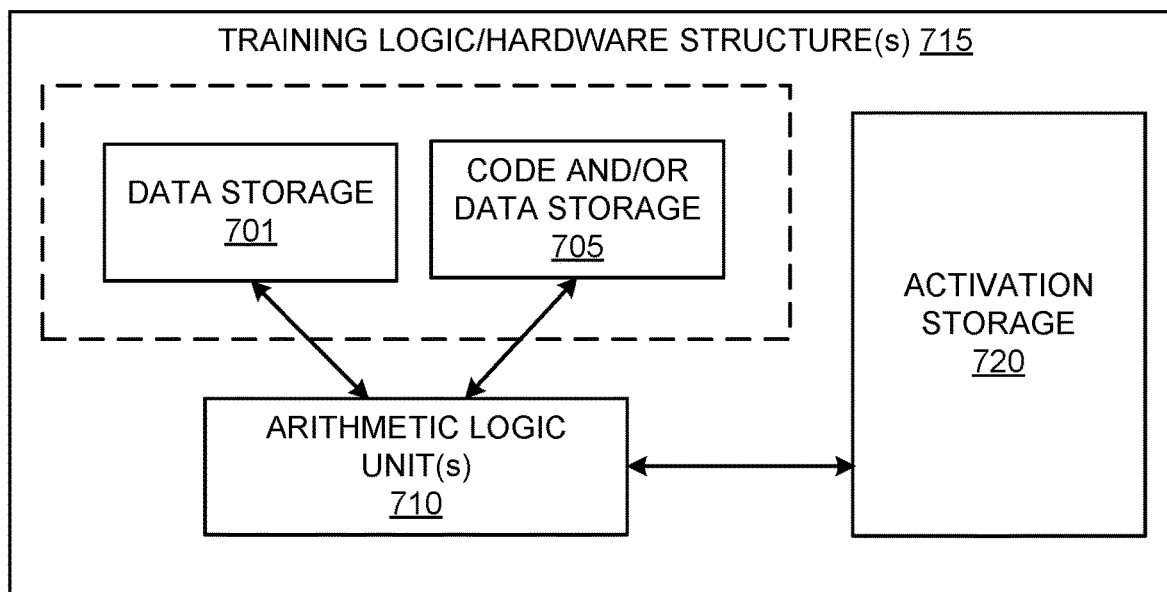 TRAINING LOGIC/HARDWARE STRUCTURE(s) 715
DATA STORAGE
701
CODE AND/OR
DATA STORAGE
705
ACTIVATION
STORAGE
720
ARITHMETIC LOGIC
UNIT(s)
710